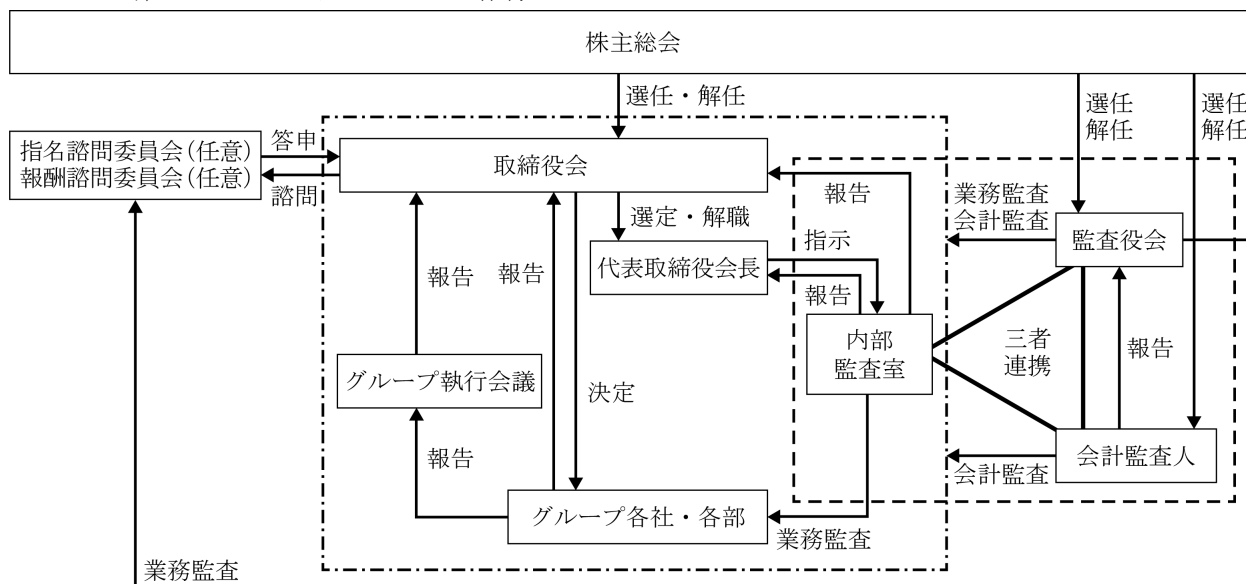 株主総会
選任・解任
選任
解任
選任
解任
指名諮問委員会(任意)
報酬諮問委員会(任意)
答申
諮問
取締役会
報告
業務監査
会計監査
監査役会
選定・解職
指示
代表取締役会長
報告
報告
報告
内部
監査室
三者
連携
報告
グループ執行会議
決定
報告
会計監査人
会計監査
グループ各社・各部
業務監査
業務監査